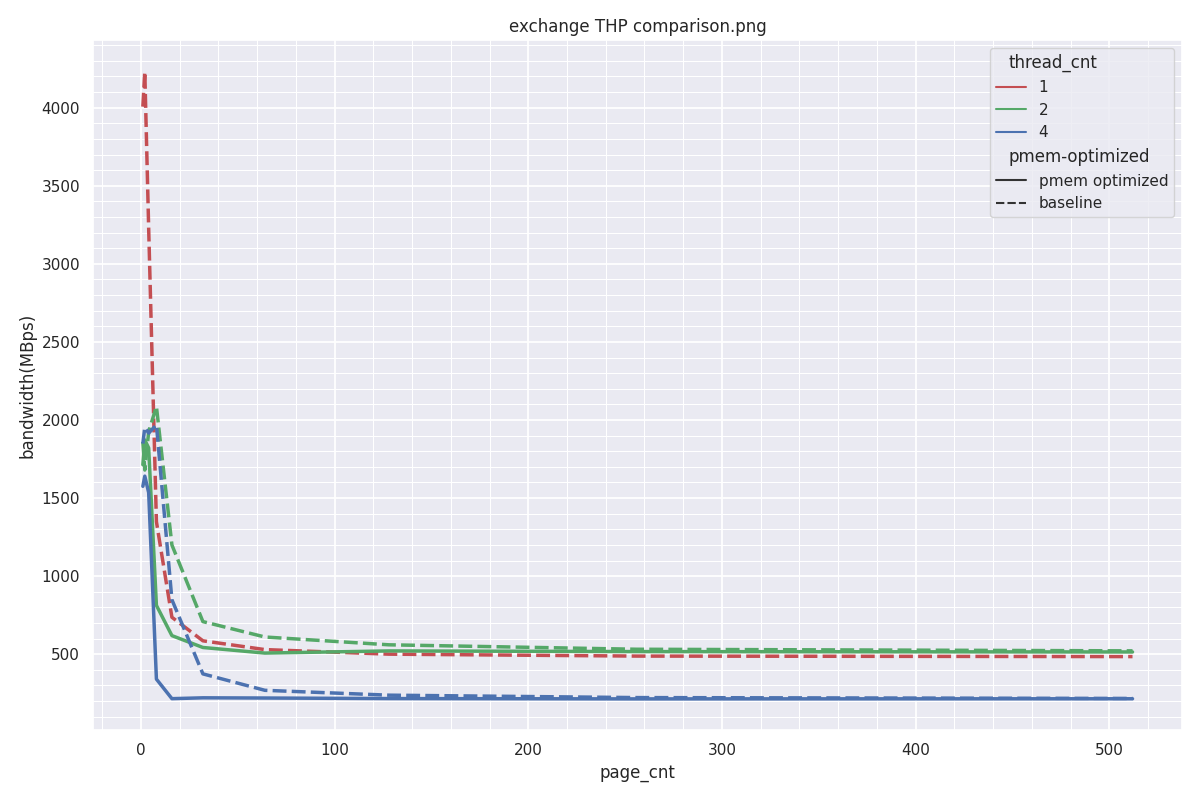 exchange THP comparison.png
thread_cnt
1
2
4
pmem-optimized
pmem optimized
baseline
bandwidth(MBps)
4000
3500
3000
2500
2000
1500
1000
500
0
100
200
300
400
500
page_cnt